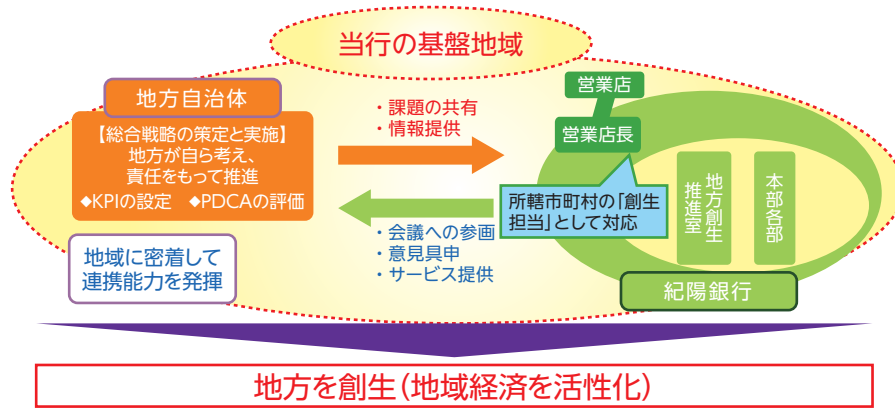 当行の基盤地域
地方自治体
【総合戦略の策定と実施】
地方が自ら考え、
責任をもって推進
◆KPIの設定 ◆PDCAの評価
地域に密着して
連携能力を発揮
・課題の共有
・情報提供
・会議への参画
・意見具申
・サービス提供
営業店
営業店長
所轄市町村の「創生
担当」として対応
地方創生
推進室
本部各部
紀陽銀行
地方を創生（地域経済を活性化）